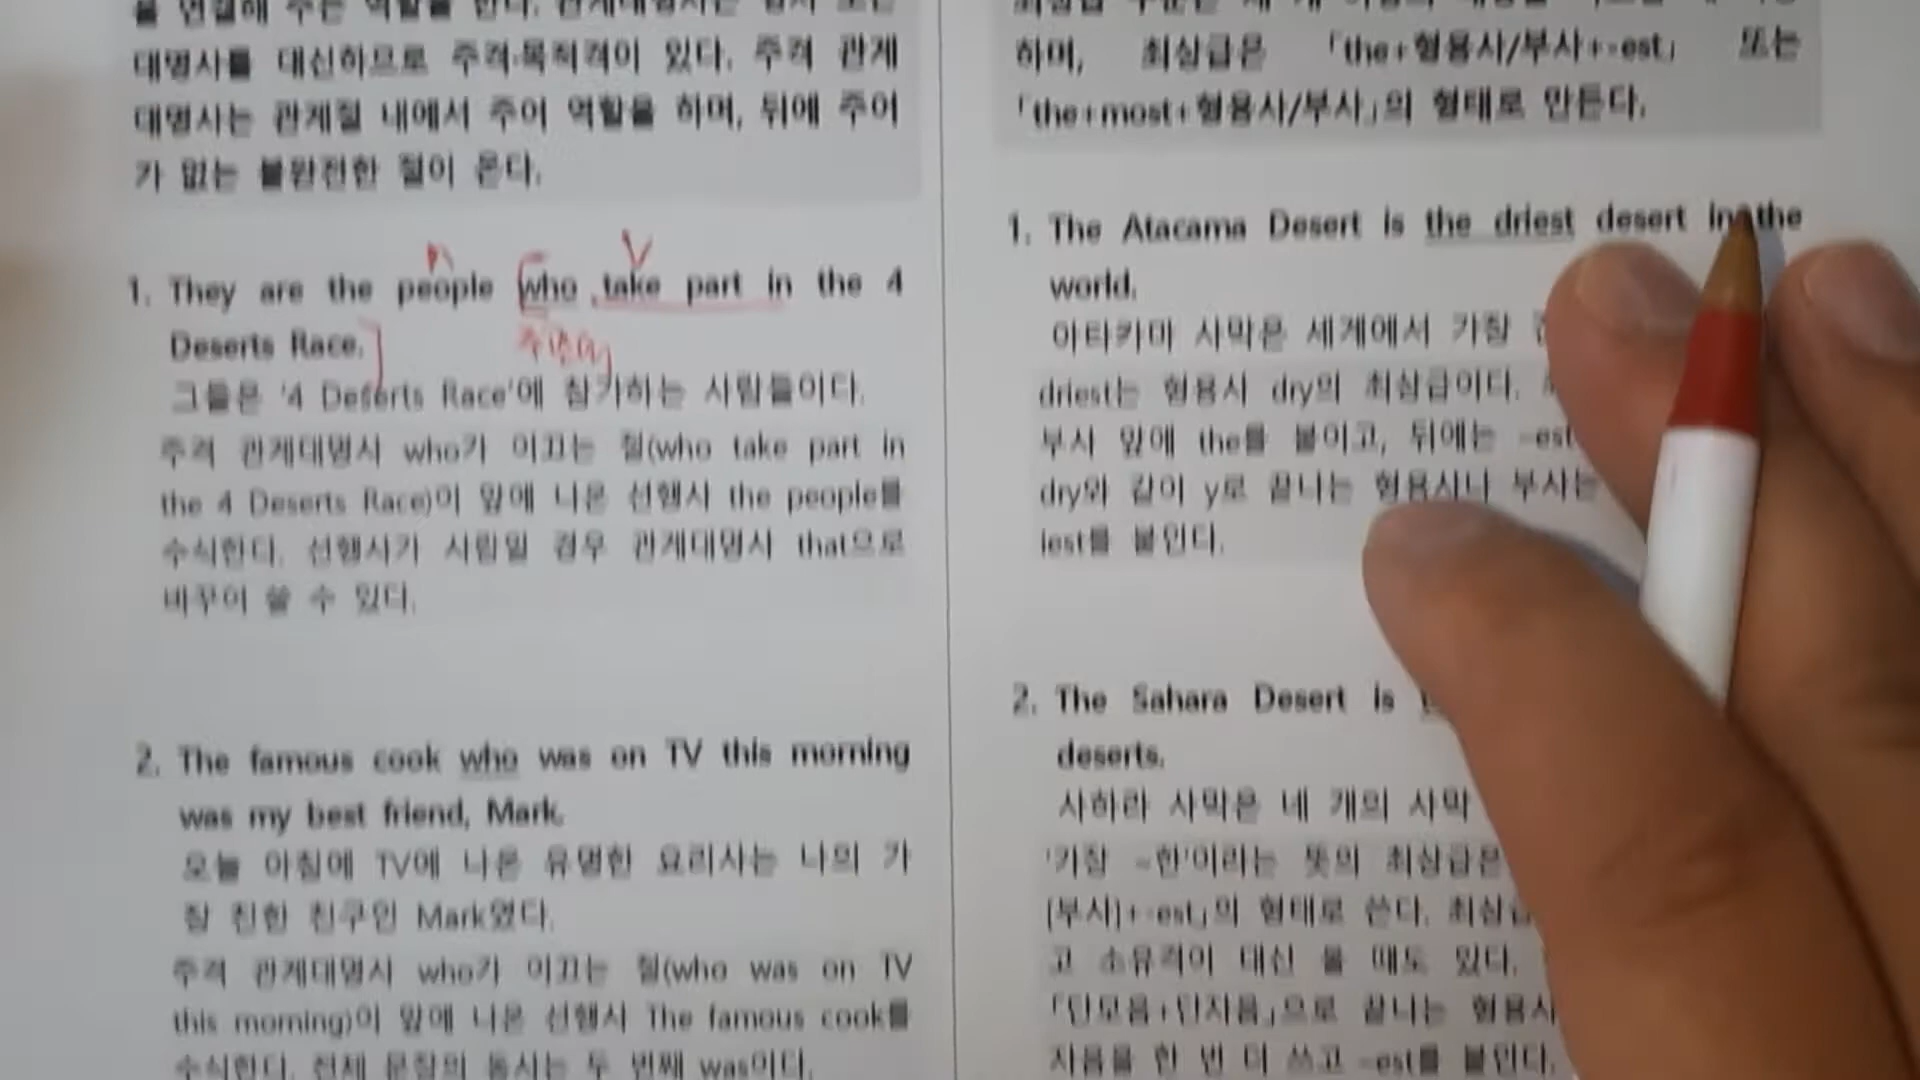 대명사를 대신하므로 주격·목적격이 있다. 주격 관계
대명사는 관계절 내에서 주어 역할을 하며, 뒤에 주어
가 없는 불완전한 절이 온다.
n V
1. They are the people who take part in the 4
Deserts Race.
그들은 '4 Deserts Race'에 참가하는 사람들이다.
주격 관계대명사 who가 이끄는 절(who take part in
the 4 Deserts Race)이 앞에 나온 선행사 the people를
수식한다. 선행사가 사람일 경우 관계대명사 that으로
바꾸어 쓸 수 있다.
2. The famous cook who was on TV this morning
was my best friend, Mark.
오늘 아침에 TV에 나온 유명한 요리사는 나의 가
장 친한 친구인 Mark였다.
주격 관계대명사 who가 이끄는 절(who was on TV
this morning)이 앞에 나온 선행사 The famous cook를
수식한다. 전체 문장의 동사는 두 번째 was이다.
하며, 최상급은 「the+형용사/부사+-est」 또는
「the+most+형용사/부사」의 형태로 만든다.
1. The Atacama Desert is the driest desert in the
world.
아타카마 사막은 세계에서 가장
driest는 형용사 dry의 최상급이다.
부사 앞에 the를 붙이고, 뒤에는 -est
dry와 같이 y로 끝나는 형용사나 부사는
iest를 붙인다.
2. The Sahara Desert is
deserts.
사하라 사막은 네 개의 사막
'가장 ~한'이라는 뜻의 최상급은
[부사]+-est」의 형태로 쓴다.
고 소유격이 대신 올 때도 있다.
「단모음+단자음」으로 끝나는 형용사
자음을 한 번 더 쓰고 -est를 붙인다.